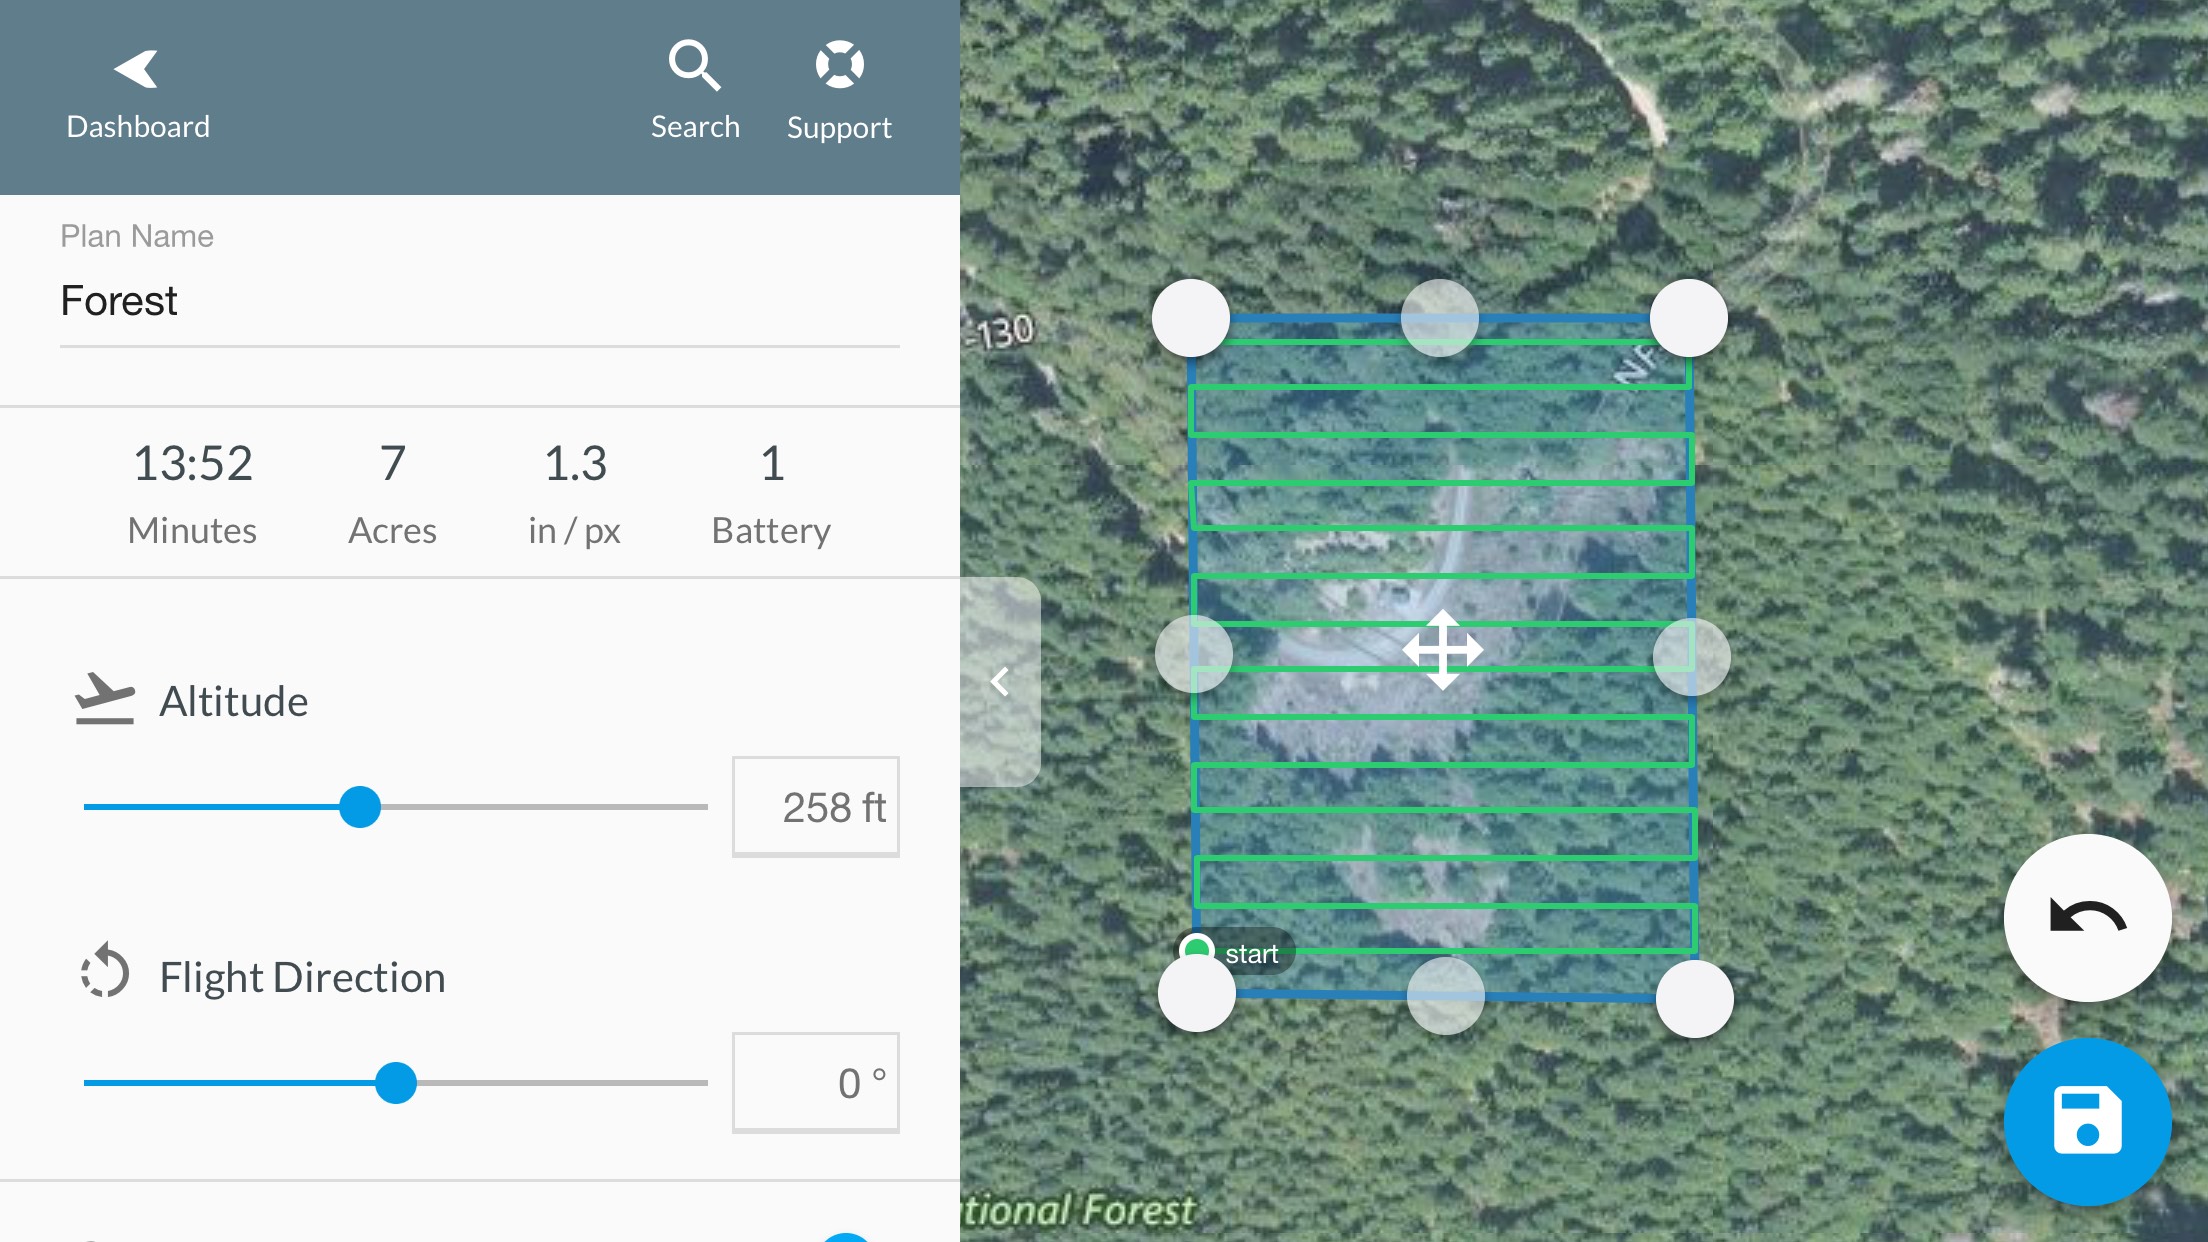 Dashboard
Search
Support
Plan Name
Forest
13:52
7
1.3
1
Minutes
Acres
in / px
Battery
Altitude
258 ft
Flight Direction
0 °
-130
NF
start
tional Forest